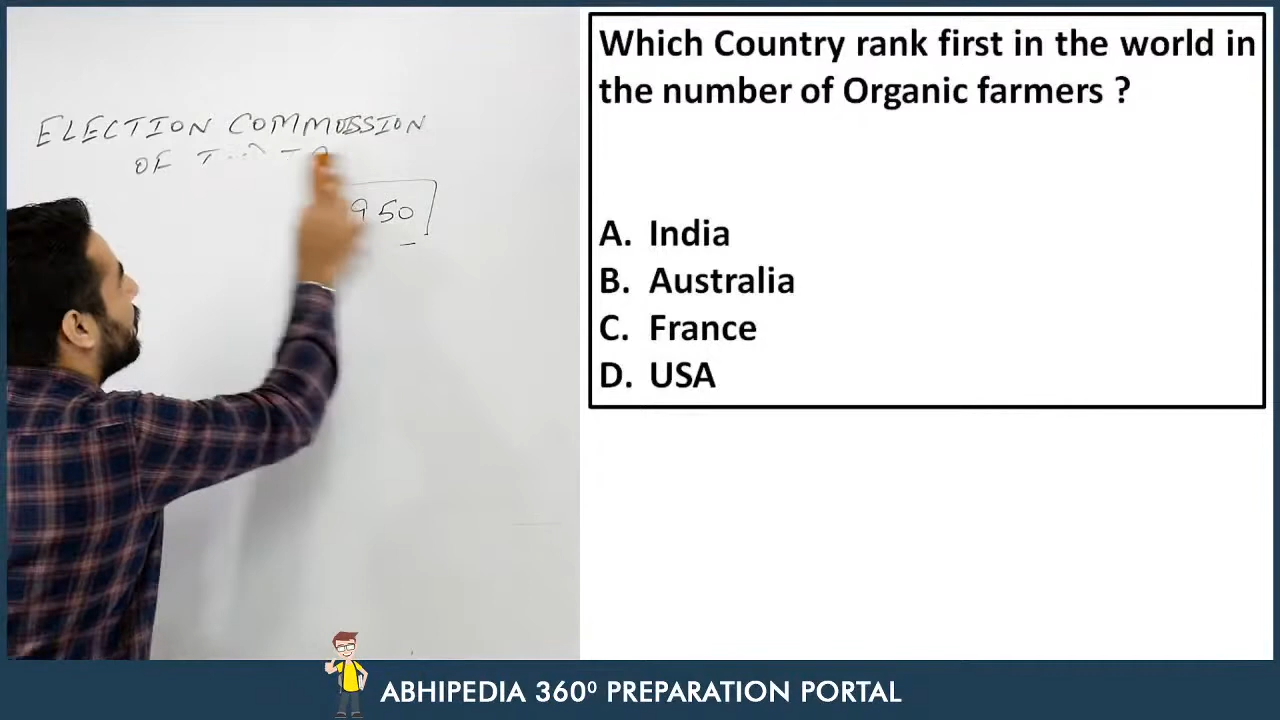 ELECTION COMMISSION
OF
950
Which Country rank first in the world in
the number of Organic farmers ?
A. India
B. Australia
C. France
D. USA
ABHIPEDIA 360⁰ PREPARATION PORTAL